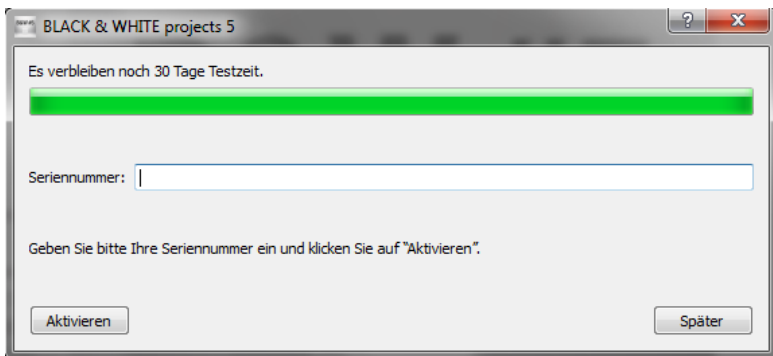 BLACK & WHITE projects 5
Es verbleiben noch 30 Tage Testzeit.
Seriennummer:
Geben Sie bitte Ihre Seriennummer ein und klicken Sie auf "Aktivieren".
Aktivieren
Später